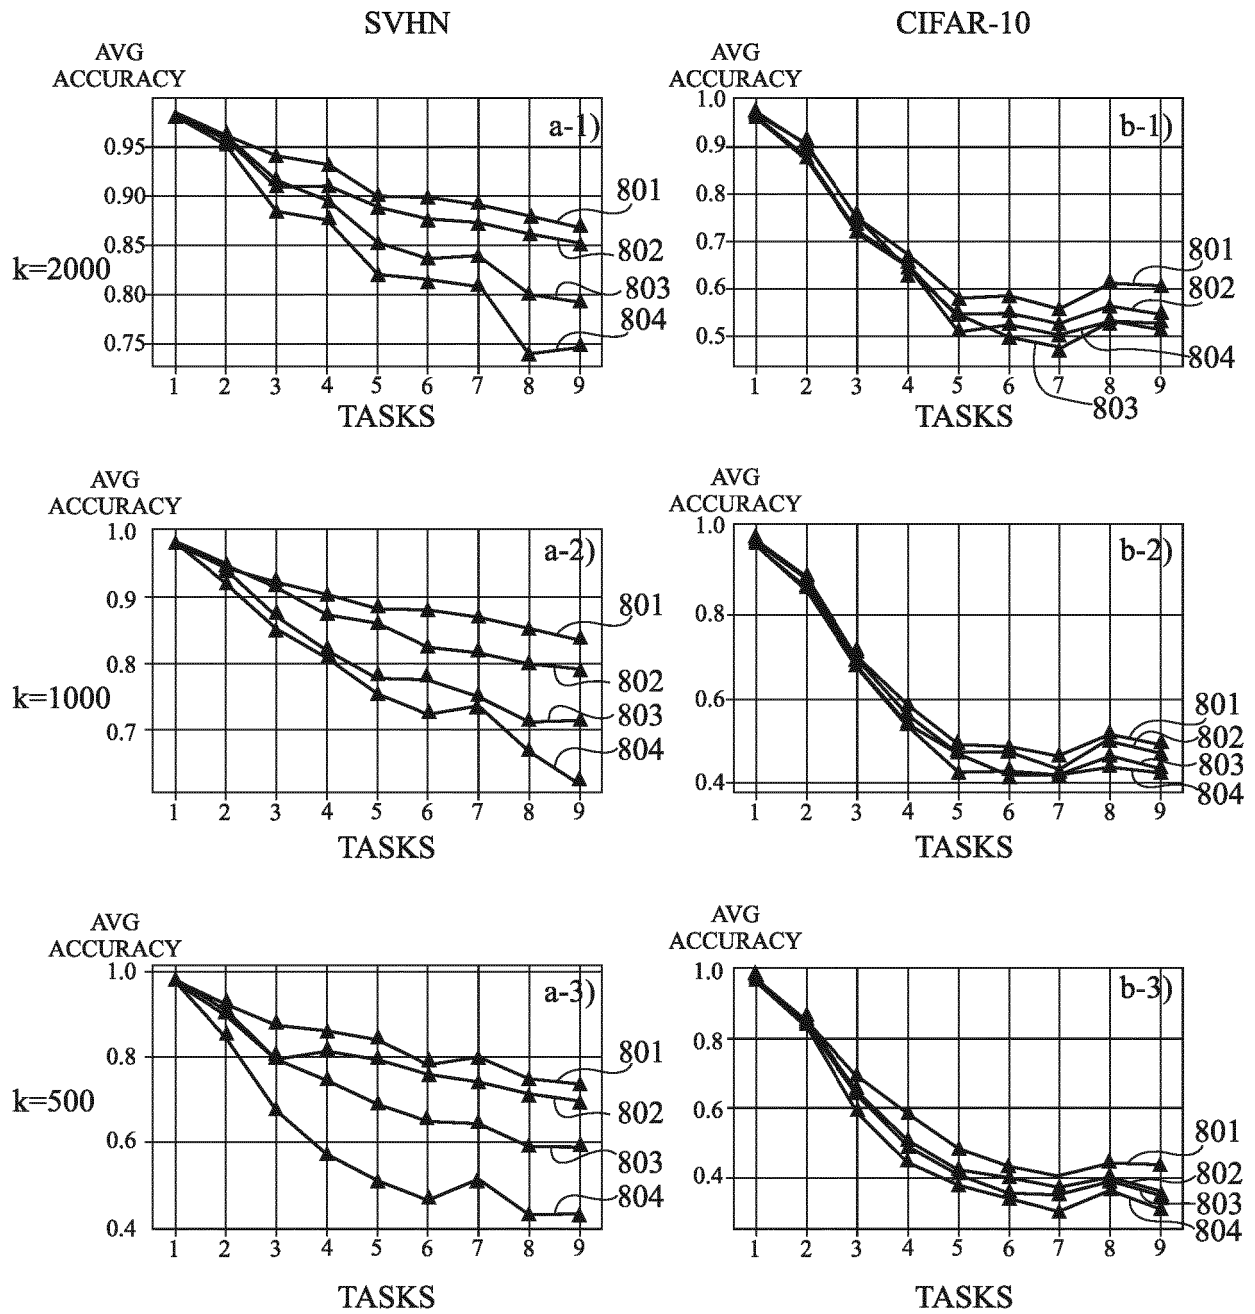 SVHN
CIFAR-10
AVG
ACCURACY
a-1)
0.95
0.90
0.85
0.80
0.75
k=2000
801
802
803
804
1 2 3 4 5 6 7 8 9
TASKS
AVG
ACCURACY
b-1)
1.0
0.9
0.8
0.7
0.6
0.5
801
802
804
803
1 2 3 4 5 6 7 8 9
TASKS
AVG
ACCURACY
a-2)
1.0
0.9
0.8
0.7
k=1000
801
802
803
804
1 2 3 4 5 6 7 8 9
TASKS
AVG
ACCURACY
b-2)
1.0
0.8
0.6
0.4
801
802
803
804
1 2 3 4 5 6 7 8 9
TASKS
AVG
ACCURACY
a-3)
1.0
0.8
0.6
0.4
k=500
801
802
803
804
1 2 3 4 5 6 7 8 9
TASKS
AVG
ACCURACY
b-3)
1.0
0.8
0.6
0.4
801
802
803
804
1 2 3 4 5 6 7 8 9
TASKS